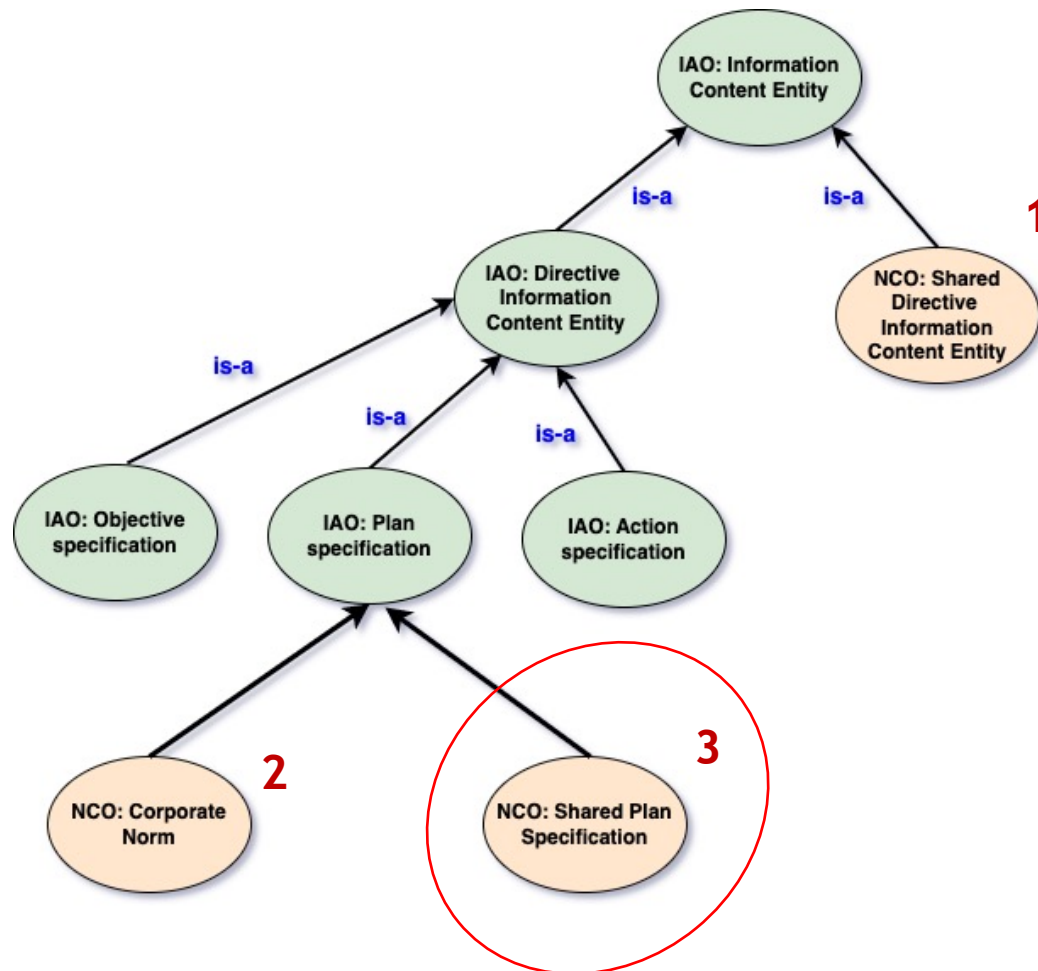 IAO: Information
Content Entity
is-a
is-a
1
IAO: Directive
Information
Content Entity
NCO: Shared
Directive
Information
Content Entity
is-a
is-a
is-a
IAO: Objective
specification
IAO: Plan
specification
IAO: Action
specification
2
3
NCO: Corporate
Norm
NCO: Shared Plan
Specification